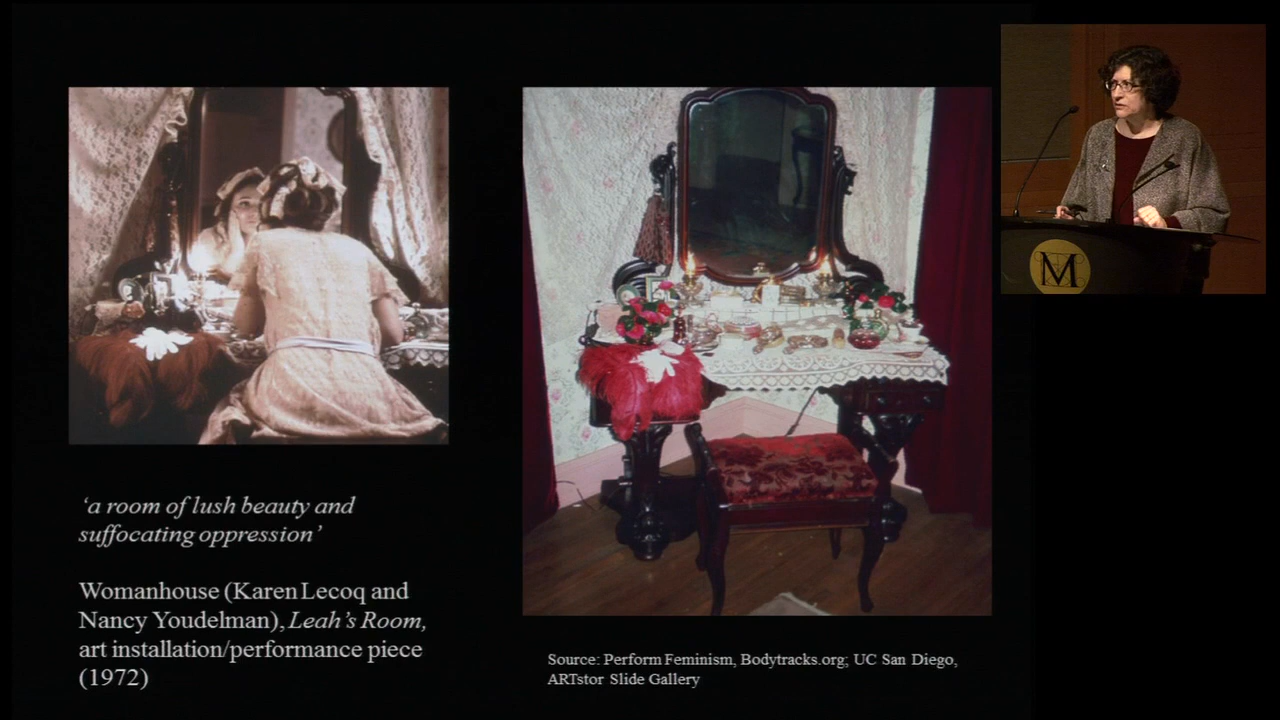 ‘a room of lush beauty and
suffocating oppression’
Womanhouse (Karen Lecoq and
Nancy Youdelman), Leah’s Room,
art installation/performance piece
(1972)
Source: Perform Feminism, Bodytracks.org; UC San Diego,
ARTstor Slide Gallery
M